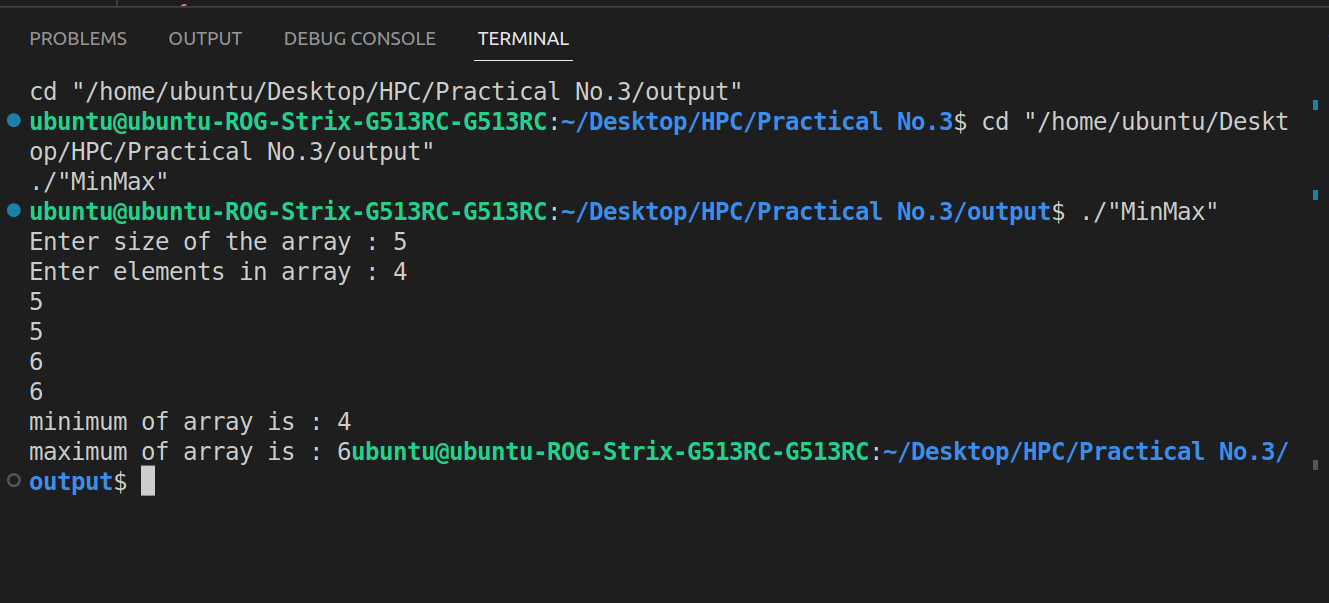 PROBLEMS OUTPUT DEBUG CONSOLE TERMINAL
cd "/home/ubuntu/Desktop/HPC/Practical No.3/output"
ubuntu@ubuntu-ROG-Strix-G513RC-G513RC:~/Desktop/HPC/Practical No.3$ cd "/home/ubuntu/Deskt
op/HPC/Practical No.3/output"
./"MinMax"
ubuntu@ubuntu-ROG-Strix-G513RC-G513RC:~/Desktop/HPC/Practical No.3/output$ ./"MinMax"
Enter size of the array : 5
Enter elements in array : 4
5
5
6
6
minimum of array is : 4
maximum of array is : 6ubuntu@ubuntu-ROG-Strix-G513RC-G513RC:~/Desktop/HPC/Practical No.3/
output$